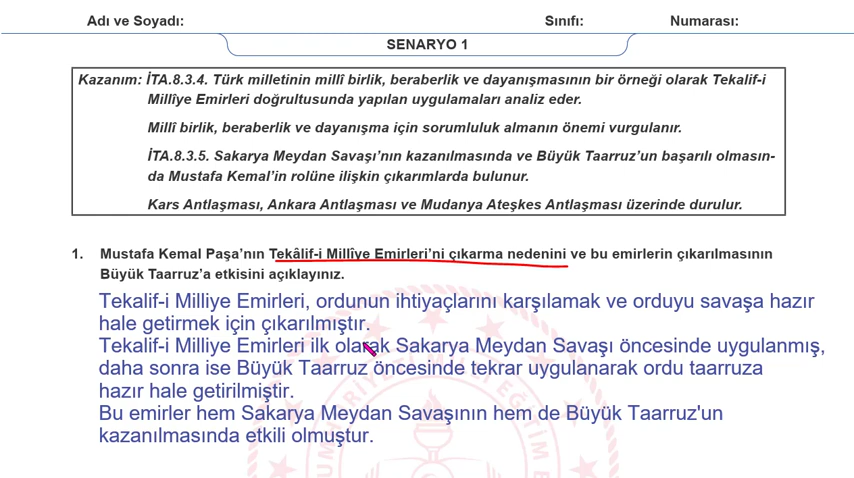 Adı ve Soyadı: Sınıfı: Numarası:
SENARYO 1
Kazanım: İTA.8.3.4. Türk milletinin millî birlik, beraberlik ve dayanışmasının bir örneği olarak Tekalif-i
Millîye Emirleri doğrultusunda yapılan uygulamaları analiz eder.
Millî birlik, beraberlik ve dayanışma için sorumluluk almanın önemi vurgulanır.
İTA.8.3.5. Sakarya Meydan Savaşı'nın kazanılmasında ve Büyük Taarruz'un başarılı olmasın-
da Mustafa Kemal'in rolüne ilişkin çıkarımlarda bulunur.
Kars Antlaşması, Ankara Antlaşması ve Mudanya Ateşkes Antlaşması üzerinde durulur.
1. Mustafa Kemal Paşa'nın Tekâlif-i Millîye Emirleri'ni çıkarma nedenini ve bu emirlerin çıkarılmasının
Büyük Taarruz'a etkisini açıklayınız.
Tekalif-i Milliye Emirleri, ordunun ihtiyaçlarını karşılamak ve orduyu savaşa hazır
hale getirmek için çıkarılmıştır.
Tekalif-i Milliye Emirleri ilk olarak Sakarya Meydan Savaşı öncesinde uygulanmış,
daha sonra ise Büyük Taarruz öncesinde tekrar uygulanarak ordu taarruza
hazır hale getirilmiştir.
Bu emirler hem Sakarya Meydan Savaşının hem de Büyük Taarruz'un
kazanılmasında etkili olmuştur.